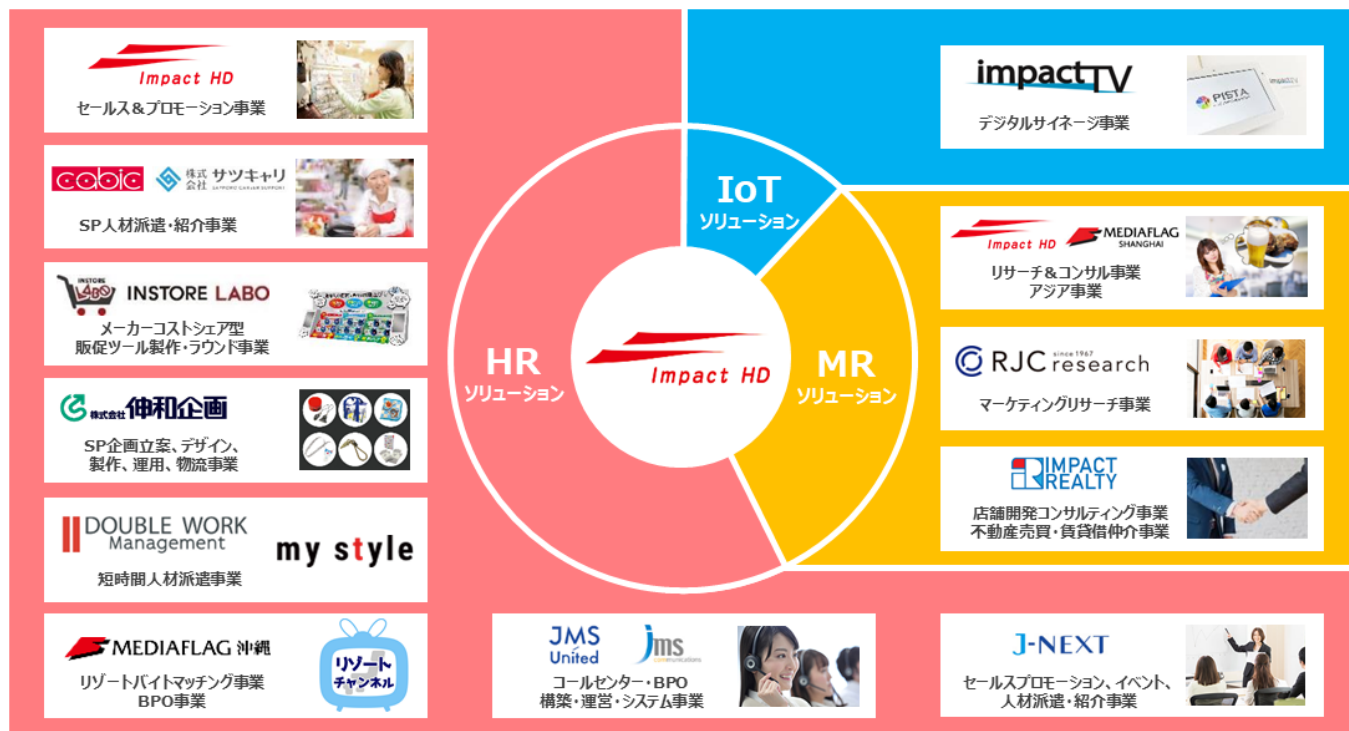 Impact HD
セールス＆プロモーション事業
cabic
株式会社 サツキャリ
SAPPORO CAREER SUPPORT
SP人材派遣・紹介事業
INSTORE LABO
INSTORE LABO
メーカーコストシェア型
販促ツール製作・ラウンド事業
株式会社伸和企画
SP企画立案、デザイン、
製作、運用、物流事業
DOUBLE WORK
Management
my style
短時間人材派遣事業
MEDIAFLAG 沖縄
リゾートバイトマッチング事業
BPO事業
リゾート
チャンネル
HR
ソリューション
IoT
ソリューション
MR
ソリューション
Impact HD
impactTV
デジタルサイネージ事業
PISTA
impactTV
Impact HD
MEDIAFLAG
SHANGHAI
リサーチ＆コンサル事業
アジア事業
RJC research
since 1967
マーケティングリサーチ事業
IMPACT
REALTY
店舗開発コンサルティング事業
不動産売買・賃貸借仲介事業
JMS
United
jms
communications
コールセンター・BPO
構築・運営・システム事業
J-NEXT
セールスプロモーション、イベント、
人材派遣・紹介事業